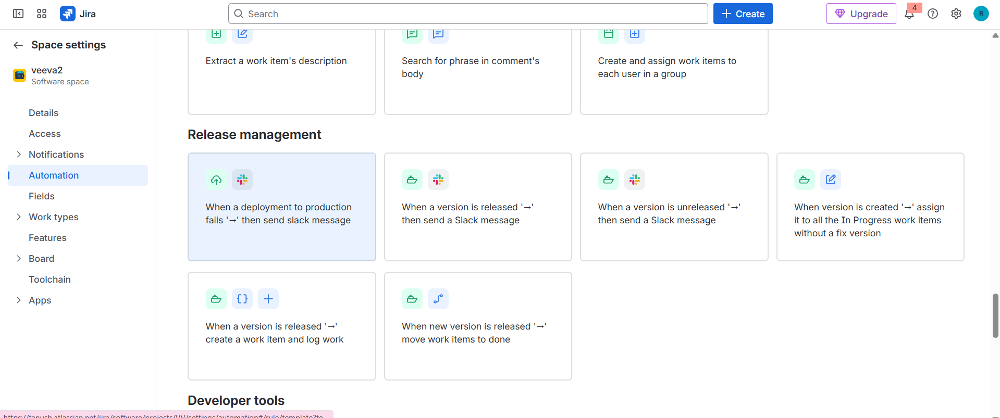 Jira
Search
Create
Upgrade
4
R
Space settings
veeva2
Software space
Details
Access
Notifications
Automation
Fields
Work types
Features
Board
Toolchain
Apps
Extract a work item's description
Search for phrase in comment's
body
Create and assign work items to
each user in a group
Release management
When a deployment to production
fails '→' then send slack message
When a version is released '→'
then send a Slack message
When a version is unreleased '→'
then send a Slack message
When version is created '→' assign
it to all the In Progress work items
without a fix version
When a version is released '→'
create a work item and log work
When new version is released '→'
move work items to done
Developer tools
https://tanush.atlassian.net/jira/software/projects/VV/settings/automation#/rule/template?te...